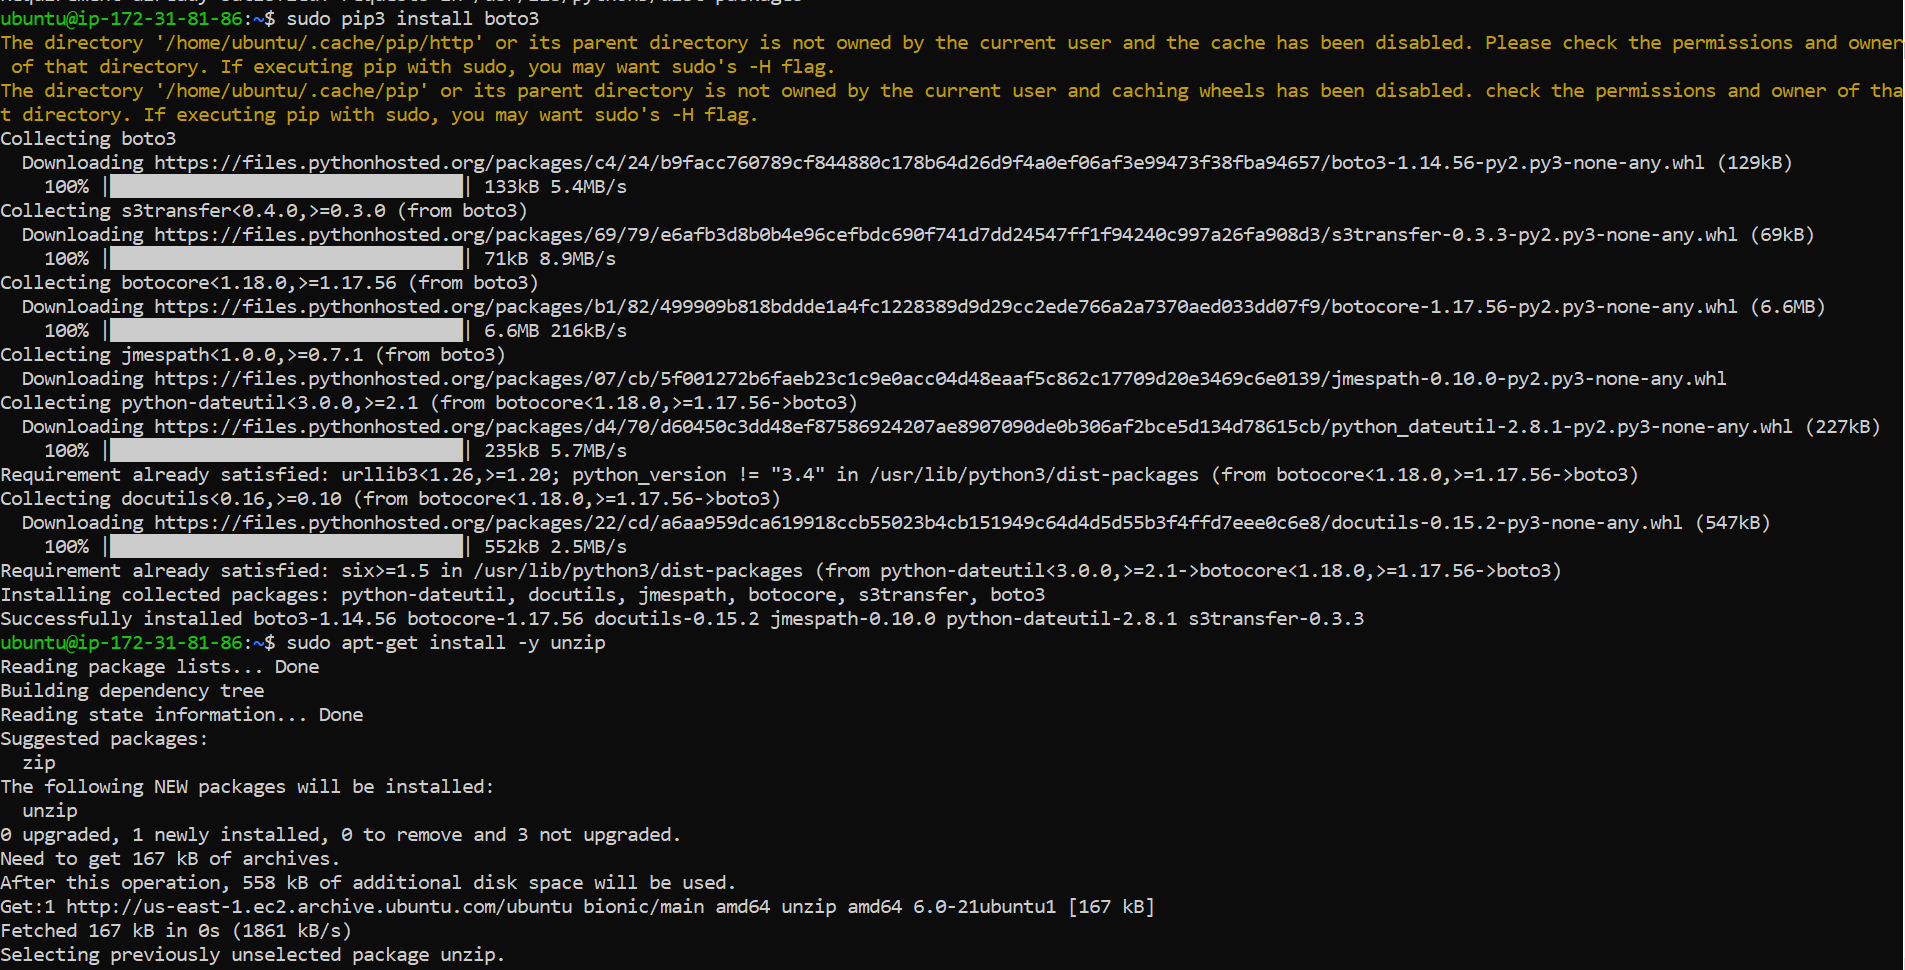 ubuntu@ip-172-31-81-86:~$ sudo pip3 install boto3
The directory '/home/ubuntu/.cache/pip/http' or its parent directory is not owned by the current user and the cache has been disabled. Please check the permissions and owner
 of that directory. If executing pip with sudo, you may want sudo's -H flag.
The directory '/home/ubuntu/.cache/pip' or its parent directory is not owned by the current user and caching wheels has been disabled. check the permissions and owner of tha
t directory. If executing pip with sudo, you may want sudo's -H flag.
Collecting boto3
  Downloading https://files.pythonhosted.org/packages/c4/24/b9facc760789cf844880c178b64d26d9f4a0ef06af3e99473f38fba94657/boto3-1.14.56-py2.py3-none-any.whl (129kB)
    100% |████████████████████████████████| 133kB 5.4MB/s
Collecting s3transfer<0.4.0,>=0.3.0 (from boto3)
  Downloading https://files.pythonhosted.org/packages/69/79/e6afb3d8b0b4e96cefbdc690f741d7dd24547ff1f94240c997a26fa908d3/s3transfer-0.3.3-py2.py3-none-any.whl (69kB)
    100% |████████████████████████████████| 71kB 8.9MB/s
Collecting botocore<1.18.0,>=1.17.56 (from boto3)
  Downloading https://files.pythonhosted.org/packages/b1/82/499909b818bddde1a4fc1228389d9d29cc2ede766a2a7370aed033dd07f9/botocore-1.17.56-py2.py3-none-any.whl (6.6MB)
    100% |████████████████████████████████| 6.6MB 216kB/s
Collecting jmespath<1.0.0,>=0.7.1 (from boto3)
  Downloading https://files.pythonhosted.org/packages/07/cb/5f001272b6faeb23c1c9e0acc04d48eaaf5c862c17709d20e3469c6e0139/jmespath-0.10.0-py2.py3-none-any.whl
Collecting python-dateutil<3.0.0,>=2.1 (from botocore<1.18.0,>=1.17.56->boto3)
  Downloading https://files.pythonhosted.org/packages/d4/70/d60450c3dd48ef87586924207ae8907090de0b306af2bce5d134d78615cb/python_dateutil-2.8.1-py2.py3-none-any.whl (227kB)
    100% |████████████████████████████████| 235kB 5.7MB/s
Requirement already satisfied: urllib3<1.26,>=1.20; python_version != "3.4" in /usr/lib/python3/dist-packages (from botocore<1.18.0,>=1.17.56->boto3)
Collecting docutils<0.16,>=0.10 (from botocore<1.18.0,>=1.17.56->boto3)
  Downloading https://files.pythonhosted.org/packages/22/cd/a6aa959dca619918ccb55023b4cb151949c64d4d5d55b3f4ffd7eee0c6e8/docutils-0.15.2-py3-none-any.whl (547kB)
    100% |████████████████████████████████| 552kB 2.5MB/s
Requirement already satisfied: six>=1.5 in /usr/lib/python3/dist-packages (from python-dateutil<3.0.0,>=2.1->botocore<1.18.0,>=1.17.56->boto3)
Installing collected packages: python-dateutil, docutils, jmespath, botocore, s3transfer, boto3
Successfully installed boto3-1.14.56 botocore-1.17.56 docutils-0.15.2 jmespath-0.10.0 python-dateutil-2.8.1 s3transfer-0.3.3
ubuntu@ip-172-31-81-86:~$ sudo apt-get install -y unzip
Reading package lists... Done
Building dependency tree
Reading state information... Done
Suggested packages:
  zip
The following NEW packages will be installed:
  unzip
0 upgraded, 1 newly installed, 0 to remove and 3 not upgraded.
Need to get 167 kB of archives.
After this operation, 558 kB of additional disk space will be used.
Get:1 http://us-east-1.ec2.archive.ubuntu.com/ubuntu bionic/main amd64 unzip amd64 6.0-21ubuntu1 [167 kB]
Fetched 167 kB in 0s (1861 kB/s)
Selecting previously unselected package unzip.